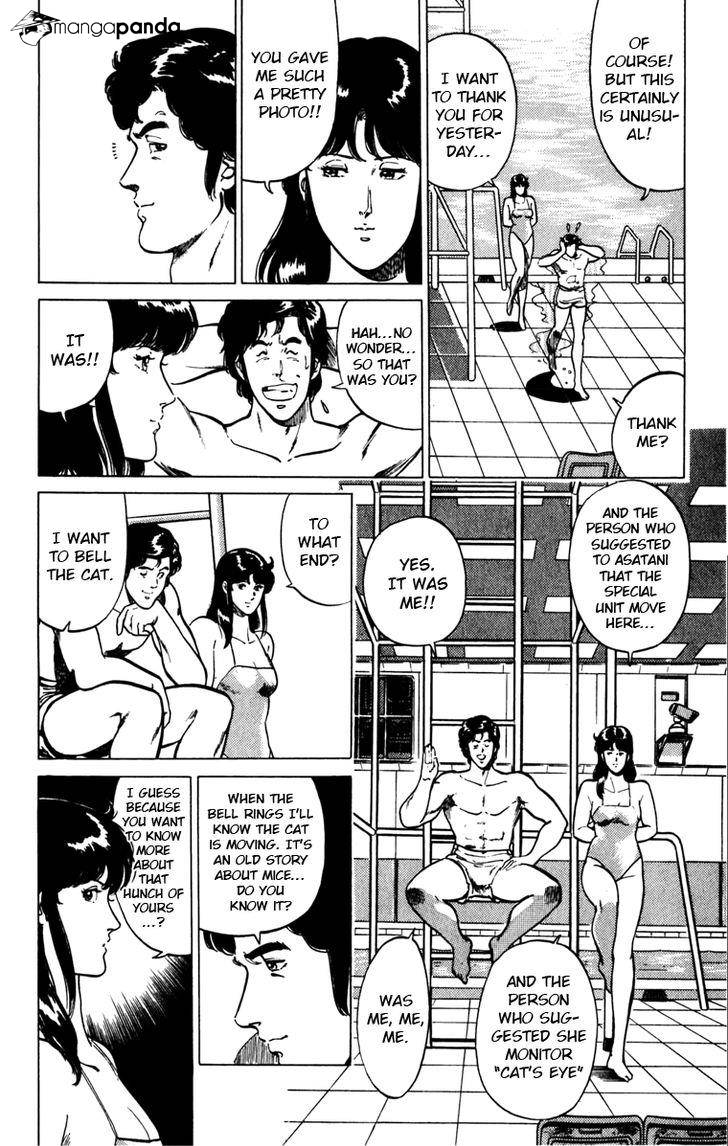 mangapanda
OF
COURSE!
BUT THIS
CERTAINLY
IS UNUSU-
AL!
I WANT
TO THANK
YOU FOR
YESTER-
DAY...
THANK
ME?
YOU GAVE
ME SUCH
A PRETTY
PHOTO!!
HAH...NO
WONDER...
SO THAT
WAS YOU?
IT
WAS!!
AND THE
PERSON WHO
SUGGESTED
TO ASATANI
THAT THE
SPECIAL
UNIT MOVE
HERE...
YES.
IT WAS
ME!!
AND THE
PERSON
WHO SUG-
GESTED SHE
MONITOR
"CAT'S EYE"
WAS
ME, ME,
ME.
TO
WHAT
END?
I WANT
TO BELL
THE CAT.
WHEN THE
BELL RINGS I'LL
KNOW THE CAT
IS MOVING. IT'S
AN OLD STORY
ABOUT MICE...
DO YOU
KNOW IT?
I GUESS
BECAUSE
YOU WANT
TO KNOW
MORE
ABOUT
THAT
HUNCH OF
YOURS
...?